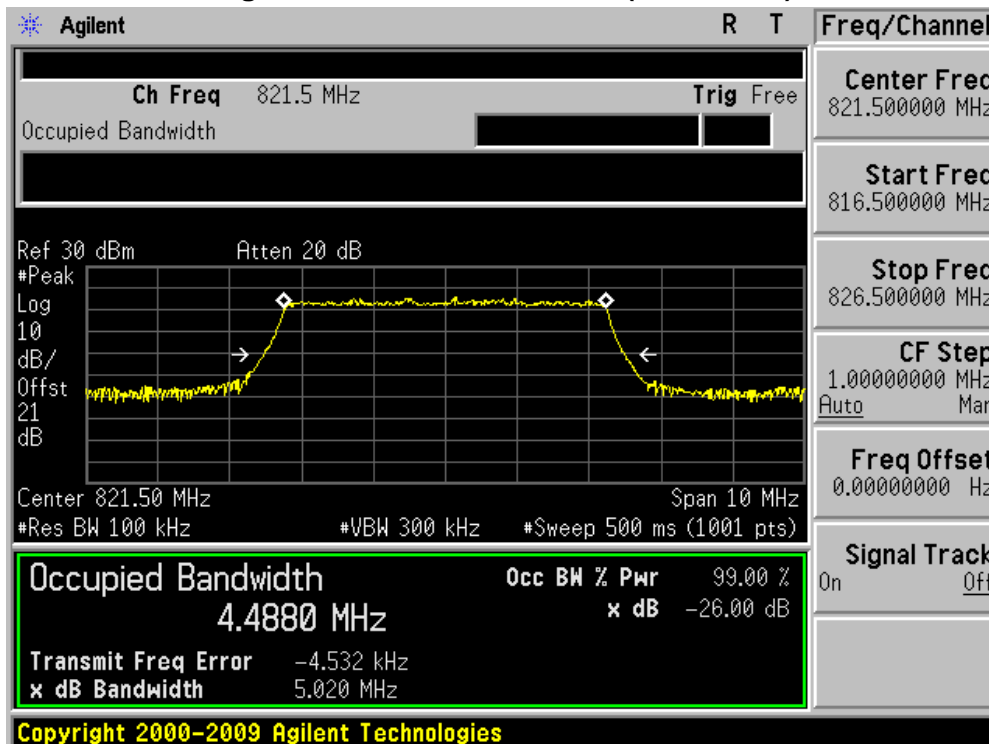 Agilent R T
Ch Freq 821.5 MHz Trig Free
Occupied Bandwidth
Ref 30 dBm Atten 20 dB
#Peak
Log
10
dB/
Offst
21
dB
Center 821.50 MHz Span 10 MHz
#Res BW 100 kHz #VBW 300 kHz #Sweep 500 ms (1001 pts)
Occupied Bandwidth Occ BW % Pwr 99.00 %
4.4880 MHz x dB -26.00 dB
Transmit Freq Error -4.532 kHz
x dB Bandwidth 5.020 MHz
Copyright 2000-2009 Agilent Technologies
Freq/Channel
Center Freq
821.500000 MHz
Start Freq
816.500000 MHz
Stop Freq
826.500000 MHz
CF Step
1.00000000 MHz
Auto Man
Freq Offset
0.00000000 Hz
Signal Track
On Off